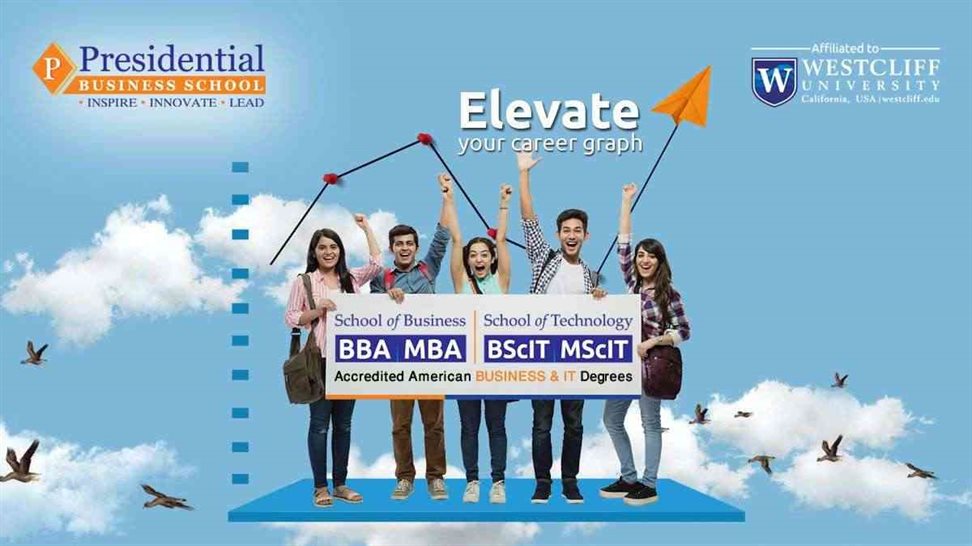 P
Presidential
BUSINESS SCHOOL
• INSPIRE • INNOVATE • LEAD
Affiliated to
W
WESTCLIFF
UNIVERSITY
California, USA | westcliff.edu
Elevate
your career graph
School of Business | School of Technology
BBA | MBA | BScIT | MScIT
Accredited American BUSINESS & IT Degrees